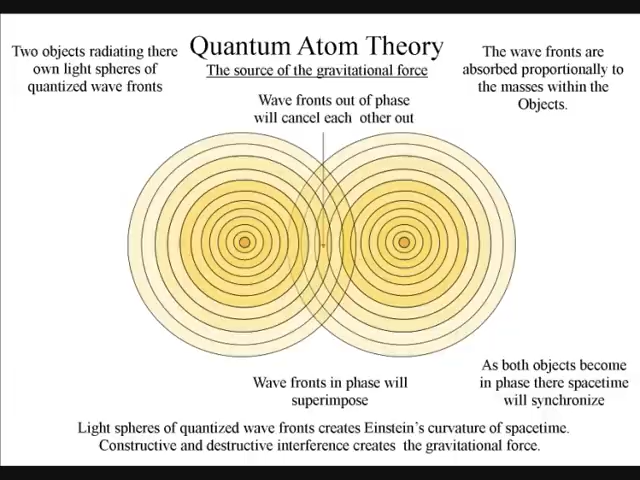 Quantum Atom Theory
The source of the gravitational force
Two objects radiating there
own light spheres of
quantized wave fronts
The wave fronts are
absorbed proportionally to
the masses within the
Objects.
Wave fronts out of phase
will cancel each  other out
Wave fronts in phase will
superimpose
As both objects become
in phase there spacetime
will synchronize
Light spheres of quantized wave fronts creates Einstein's curvature of spacetime.
Constructive and destructive interference creates  the gravitational force.